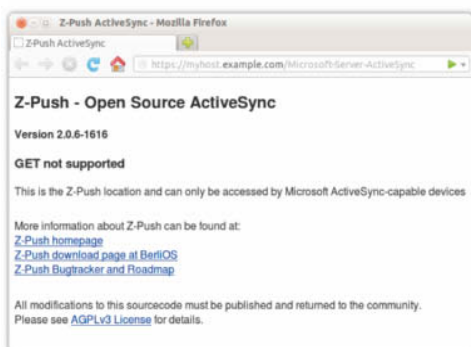 Z-Push ActiveSync - Mozilla Firefox
Z-Push ActiveSync
https://myhost.example.com/Microsoft-Server-ActiveSync
Z-Push - Open Source ActiveSync
Version 2.0.6-1616
GET not supported
This is the Z-Push location and can only be accessed by Microsoft ActiveSync-capable devices
More information about Z-Push can be found at:
Z-Push homepage
Z-Push download page at BerliOS
Z-Push Bugtracker and Roadmap
All modifications to this sourcecode must be published and returned to the community.
Please see AGPLv3 License for details.